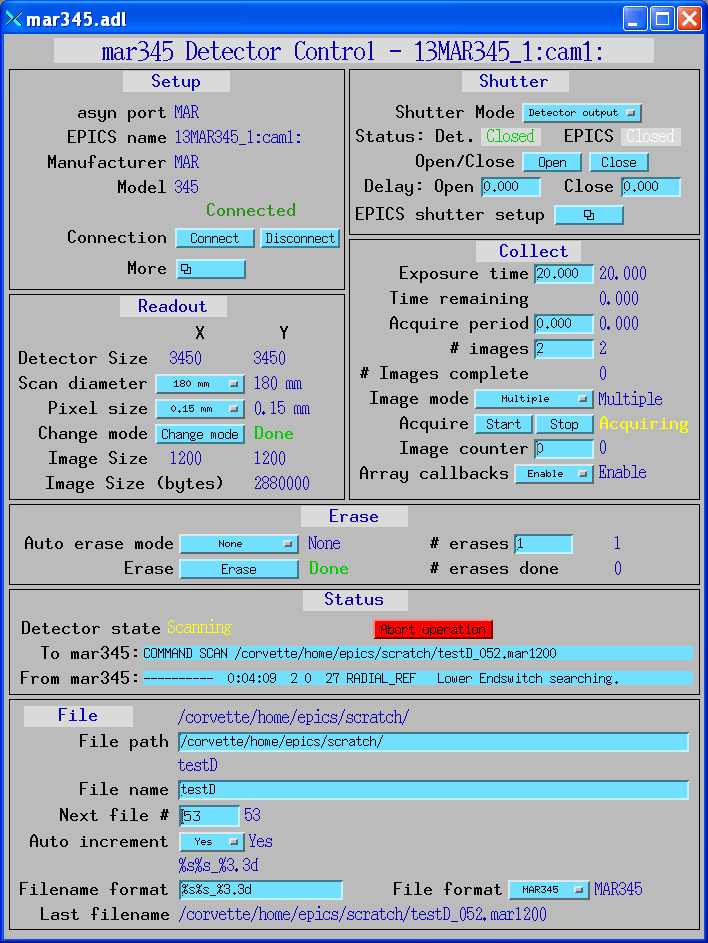 mar345.adl
mar345 Detector Control - 13MAR345_1:cam1:
Setup
asyn port MAR
EPICS name 13MAR345_1:cam1:
Manufacturer MAR
Model 345
Connected
Connection Connect Disconnect
More
Shutter
Shutter Mode Detector output
Status: Det. Closed EPICS Closed
Open/Close Open Close
Delay: Open 0.000 Close 0.000
EPICS shutter setup
Readout
X Y
Detector Size 3450 3450
Scan diameter 180 mm 180 mm
Pixel size 0.15 mm 0.15 mm
Change mode Change mode Done
Image Size 1200 1200
Image Size (bytes) 2880000
Collect
Exposure time 20.000 20.000
Time remaining 0.000
Acquire period 0.000 0.000
# images 2 2
# Images complete 0
Image mode Multiple Multiple
Acquire Start Stop Acquiring
Image counter 0 0
Array callbacks Enable Enable
Erase
Auto erase mode None None # erases 1 1
Erase Erase Done # erases done 0
Status
Detector state Scanning Abort operation
To mar345: COMMAND SCAN /corvette/home/epics/scratch/testD_052.mar1200
From mar345: ---------- 0:04:09 2 0 27 RADIAL_REF Lower Endswitch searching.
File /corvette/home/epics/scratch/
File path /corvette/home/epics/scratch/
testD
File name testD
Next file # 53 53
Auto increment Yes Yes
%s%s_%3.3d
Filename format %s%s_%3.3d File format MAR345 MAR345
Last filename /corvette/home/epics/scratch/testD_052.mar1200